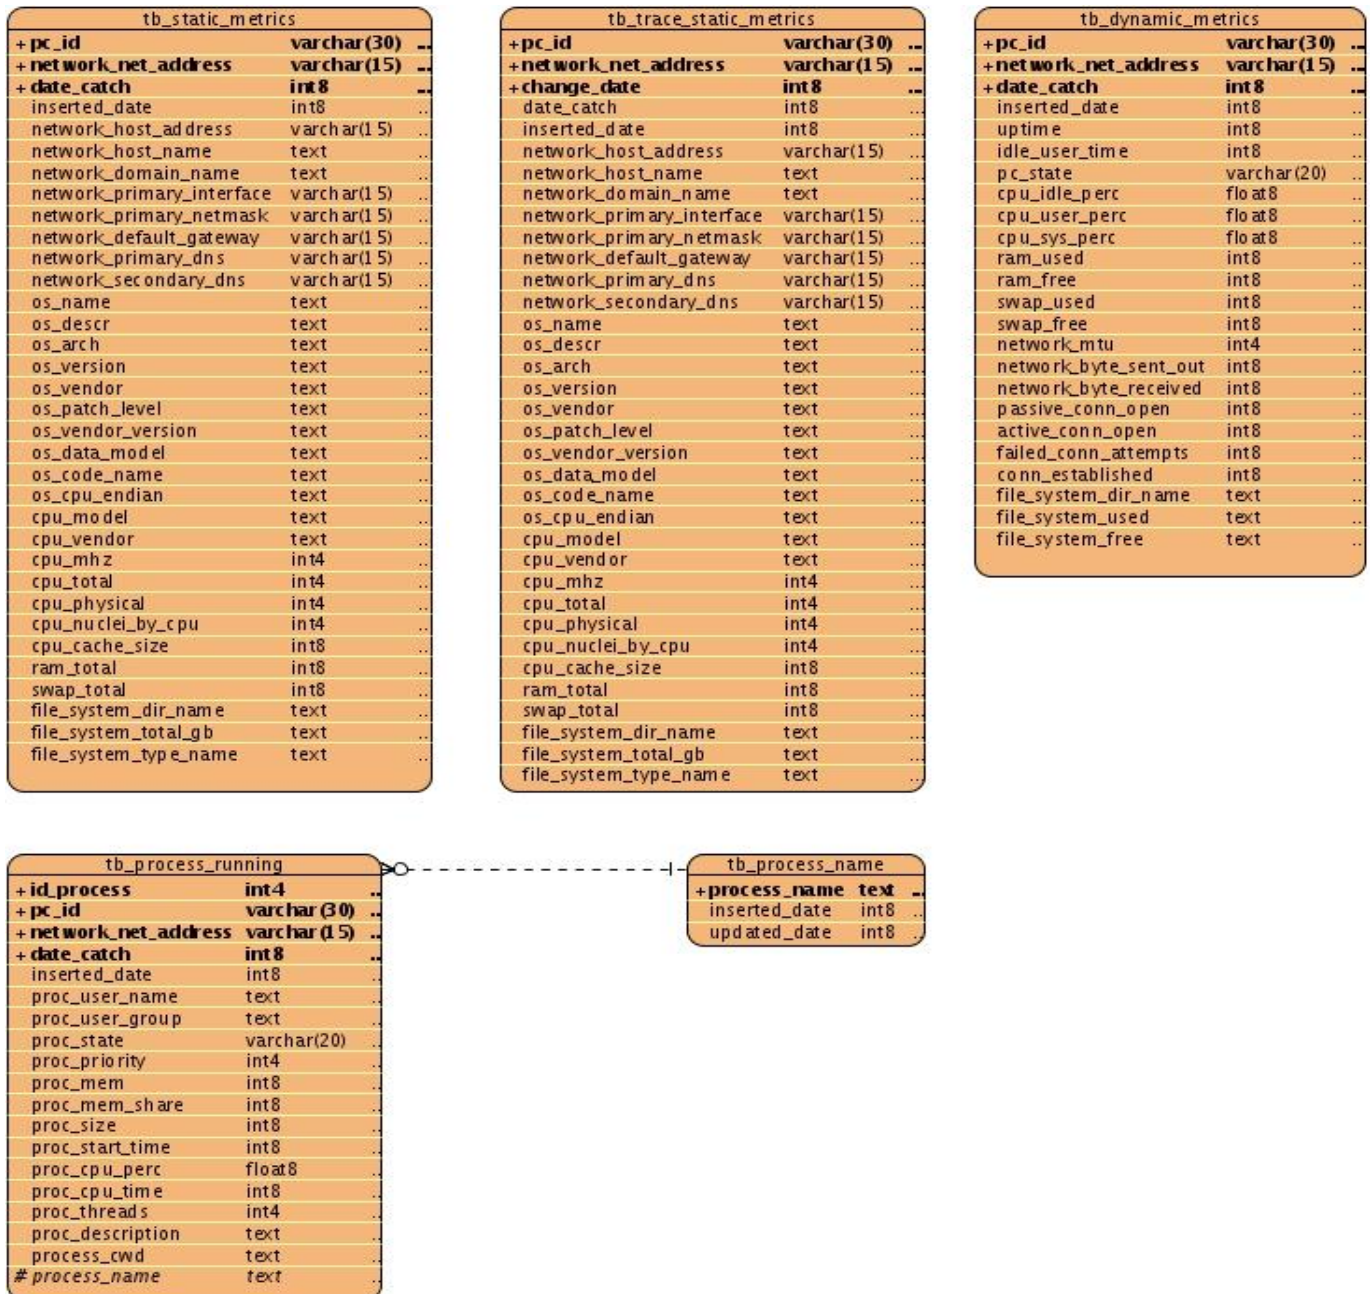 tb_static_metrics
+ pc_id varchar(30) ...
+ network_net_address varchar(15) ...
+ date_catch int8 ...
inserted_date int8 ...
network_host_address varchar(15) ...
network_host_name text ...
network_domain_name text ...
network_primary_interface varchar(15) ...
network_primary_netmask varchar(15) ...
network_default_gateway varchar(15) ...
network_primary_dns varchar(15) ...
network_secondary_dns varchar(15) ...
os_name text ...
os_descr text ...
os_arch text ...
os_version text ...
os_vendor text ...
os_patch_level text ...
os_vendor_version text ...
os_data_model text ...
os_code_name text ...
os_cpu_endian text ...
cpu_model text ...
cpu_vendor text ...
cpu_mhz int4 ...
cpu_total int4 ...
cpu_physical int4 ...
cpu_nuclei_by_cpu int4 ...
cpu_cache_size int8 ...
ram_total int8 ...
swap_total int8 ...
file_system_dir_name text ...
file_system_total_gb text ...
file_system_type_name text ...
tb_trace_static_metrics
+pc_id varchar(30) ...
+network_net_address varchar(15) ...
+change_date int8 ...
date_catch int8 ...
inserted_date int8 ...
network_host_address varchar(15) ...
network_host_name text ...
network_domain_name text ...
network_primary_interface varchar(15) ...
network_primary_netmask varchar(15) ...
network_default_gateway varchar(15) ...
network_primary_dns varchar(15) ...
network_secondary_dns varchar(15) ...
os_name text ...
os_descr text ...
os_arch text ...
os_version text ...
os_vendor text ...
os_patch_level text ...
os_vendor_version text ...
os_data_model text ...
os_code_name text ...
os_cpu_endian text ...
cpu_model text ...
cpu_vendor text ...
cpu_mhz int4 ...
cpu_total int4 ...
cpu_physical int4 ...
cpu_nuclei_by_cpu int4 ...
cpu_cache_size int8 ...
ram_total int8 ...
swap_total int8 ...
file_system_dir_name text ...
file_system_total_gb text ...
file_system_type_name text ...
tb_dynamic_metrics
+pc_id varchar(30) ...
+network_net_address varchar(15) ...
+date_catch int8 ...
inserted_date int8 ...
uptime int8 ...
idle_user_time int8 ...
pc_state varchar(20) ...
cpu_idle_perc float8 ...
cpu_user_perc float8 ...
cpu_sys_perc float8 ...
ram_used int8 ...
ram_free int8 ...
swap_used int8 ...
swap_free int8 ...
network_mtu int4 ...
network_byte_sent_out int8 ...
network_byte_received int8 ...
passive_conn_open int8 ...
active_conn_open int8 ...
failed_conn_attempts int8 ...
conn_established int8 ...
file_system_dir_name text ...
file_system_used text ...
file_system_free text ...
tb_process_running
+ id_process int4 ...
+ pc_id varchar(30) ...
+ network_net_address varchar(15) ...
+ date_catch int8 ...
inserted_date int8 ...
proc_user_name text ...
proc_user_group text ...
proc_state varchar(20) ...
proc_priority int4 ...
proc_mem int8 ...
proc_mem_share int8 ...
proc_size int8 ...
proc_start_time int8 ...
proc_cpu_perc float8 ...
proc_cpu_time int8 ...
proc_threads int4 ...
proc_description text ...
process_cwd text ...
# process_name text ...
tb_process_name
+process_name text ...
inserted_date int8 ...
updated_date int8 ...